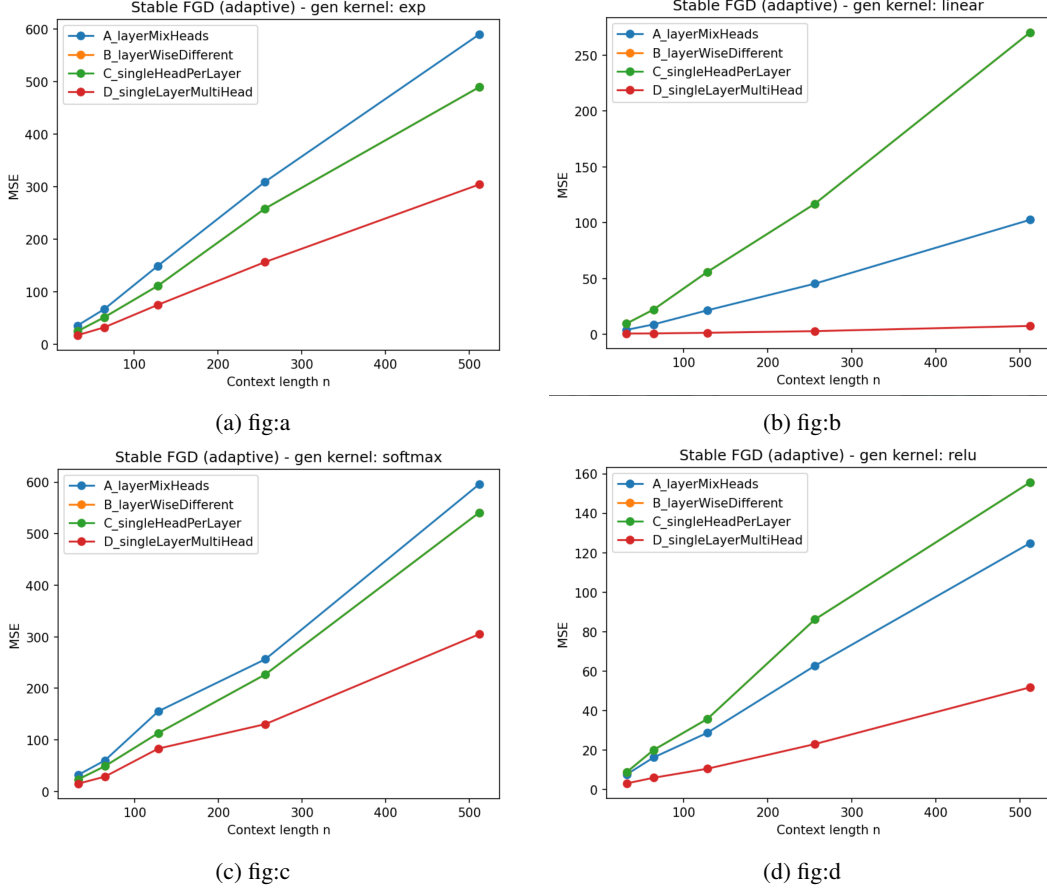 Stable FGD (adaptive) - gen kernel: exp
600
500
400
300
200
100
0
MSE
A_layerMixHeads
B_layerWiseDifferent
C_singleHeadPerLayer
D_singleLayerMultiHead
100
200
300
400
500
Context length n
(a) fig:a
Stable FGD (adaptive) - gen kernel: linear
250
200
150
100
50
0
MSE
A_layerMixHeads
B_layerWiseDifferent
C_singleHeadPerLayer
D_singleLayerMultiHead
100
200
300
400
500
Context length n
(b) fig:b
Stable FGD (adaptive) - gen kernel: softmax
600
500
400
300
200
100
0
MSE
A_layerMixHeads
B_layerWiseDifferent
C_singleHeadPerLayer
D_singleLayerMultiHead
100
200
300
400
500
Context length n
(c) fig:c
Stable FGD (adaptive) - gen kernel: relu
160
140
120
100
80
60
40
20
0
MSE
A_layerMixHeads
B_layerWiseDifferent
C_singleHeadPerLayer
D_singleLayerMultiHead
100
200
300
400
500
Context length n
(d) fig:d